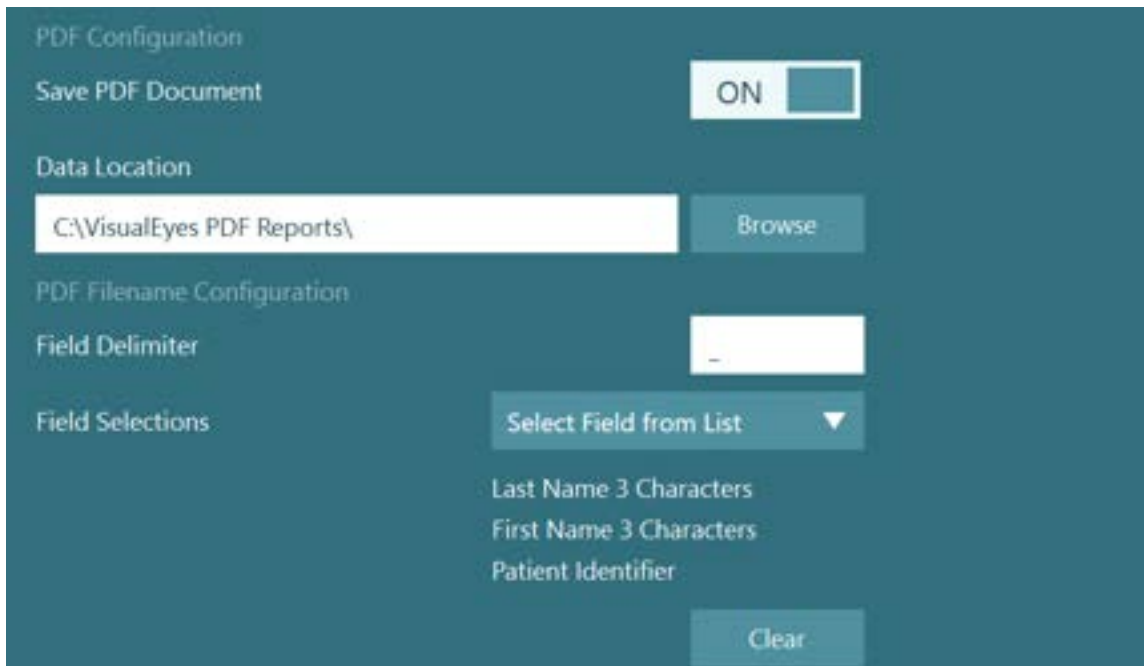 PDF Configuration
Save PDF Document
ON
Data Location
C:\VisualEyes PDF Reports\
Browse
PDF Filename Configuration
Field Delimiter
_
Field Selections
Select Field from List
Last Name 3 Characters
First Name 3 Characters
Patient Identifier
Clear